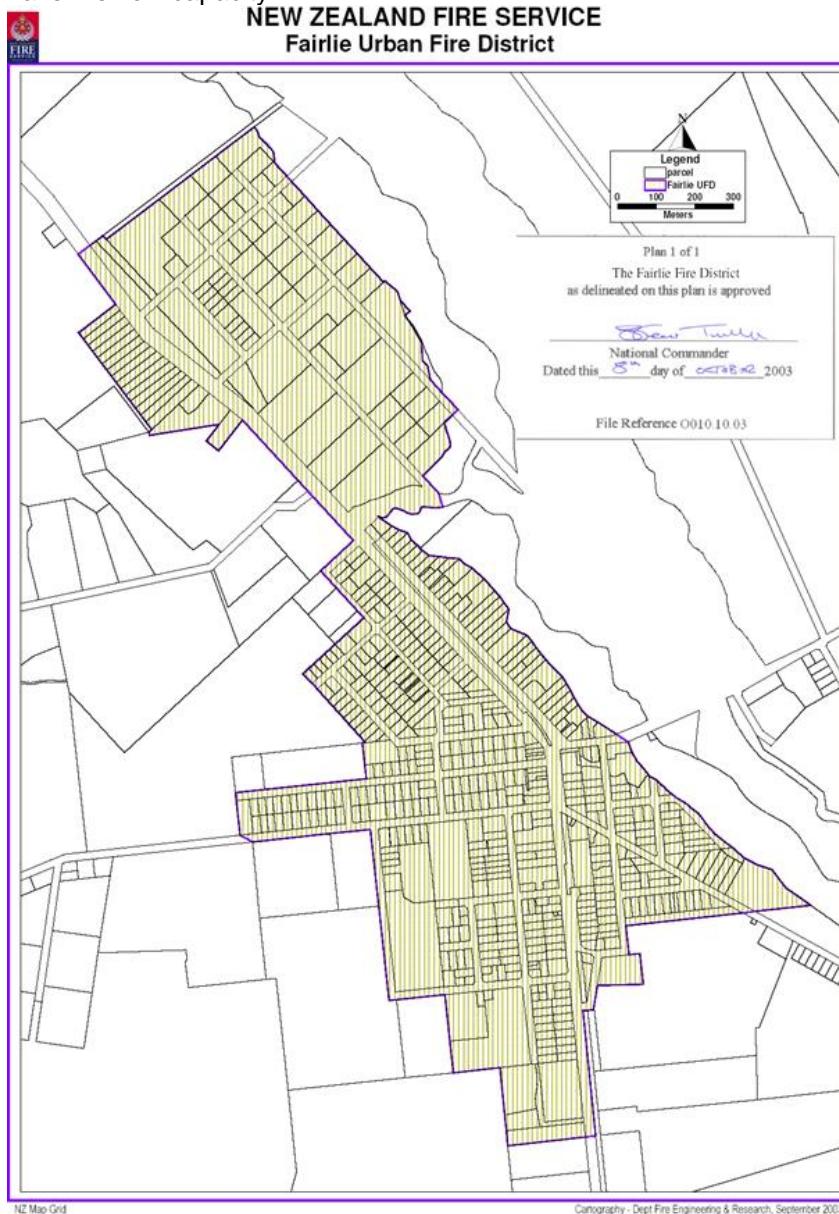 NEW ZEALAND FIRE SERVICE
Fairlie Urban Fire District
FIRE
SERVICE
N
Legend
parcel
Fairlie UFD
0 100 200 300
Meters
Plan 1 of 1
The Fairlie Fire District
as delineated on this plan is approved
National Commander
Dated this 8th day of OCTOBER 2003
File Reference O010.10.03
NZ Map Grid
Cartography - Dept Fire Engineering & Research, September